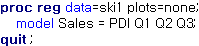 proc reg data=ski1 plots=none;
model Sales = PDI Q1 Q2 Q3;
quit ;